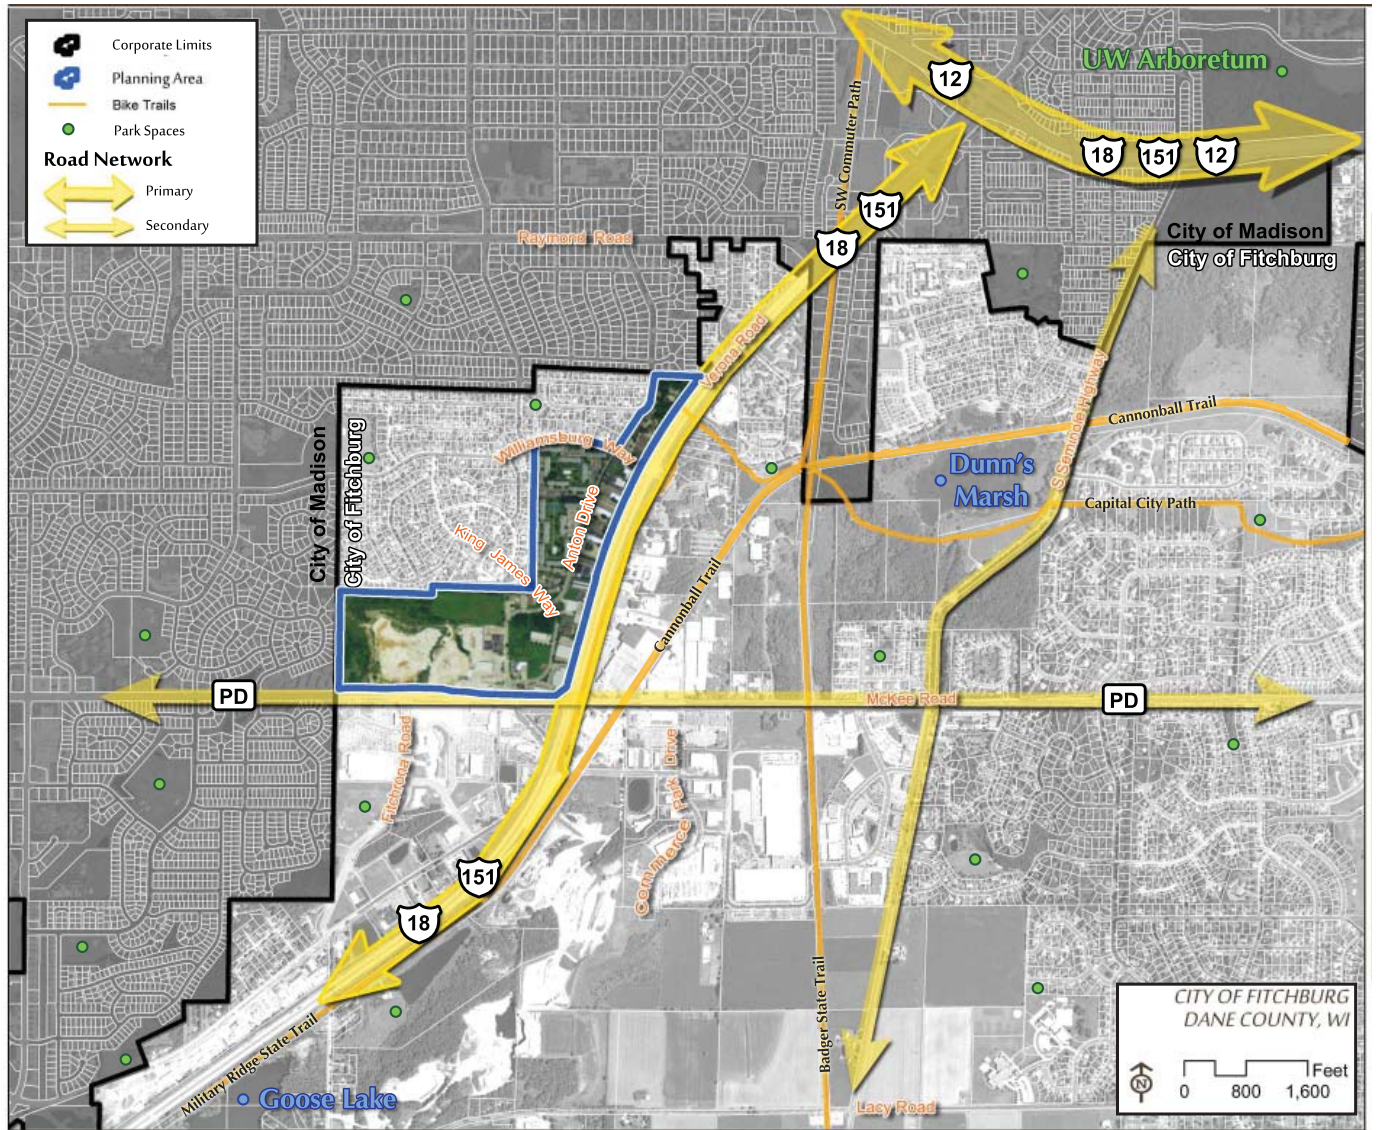 Corporate Limits
Planning Area
Bike Trails
Park Spaces
Road Network
Primary
Secondary
UW Arboretum
12
18
151
12
SW Commuter Path
151
18
Raymond Road
City of Madison
City of Fitchburg
Verona Road
S Seminole Highway
Cannonball Trail
City of Madison
City of Fitchburg
Williamsburg Way
Dunn's
Marsh
Capital City Path
Anton Drive
King James Way
Cannonball Trail
PD
McKee Road
PD
Fitchrona Road
Commerce Park Drive
151
18
Badger State Trail
Military Ridge State Trail
Goose Lake
Lacy Road
CITY OF FITCHBURG
DANE COUNTY, WI
N
Feet
0 800 1,600